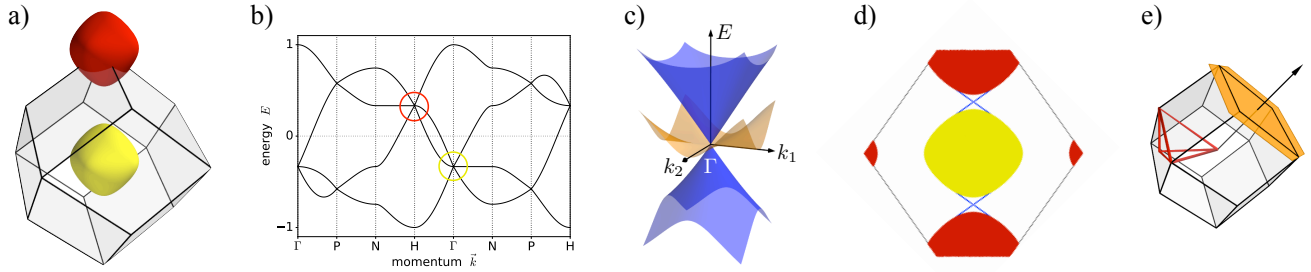 a)
b)
1
0
−1
energy E
Γ P N H Γ N P H
momentum k⃗
c)
E
k₁
k₂
Γ
d)
e)